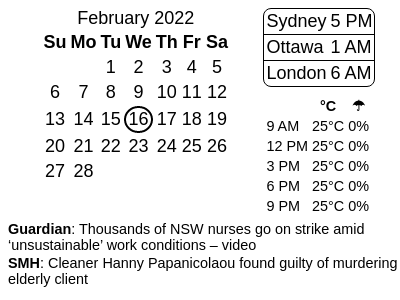 February 2022
Su Mo Tu We Th Fr Sa
1 2 3 4 5
6 7 8 9 10 11 12
13 14 15 16 17 18 19
20 21 22 23 24 25 26
27 28
Sydney 5 PM
Ottawa 1 AM
London 6 AM
°C ☂
9 AM 25°C 0%
12 PM 25°C 0%
3 PM 25°C 0%
6 PM 25°C 0%
9 PM 25°C 0%
Guardian: Thousands of NSW nurses go on strike amid
‘unsustainable’ work conditions – video
SMH: Cleaner Hanny Papanicolaou found guilty of murdering
elderly client